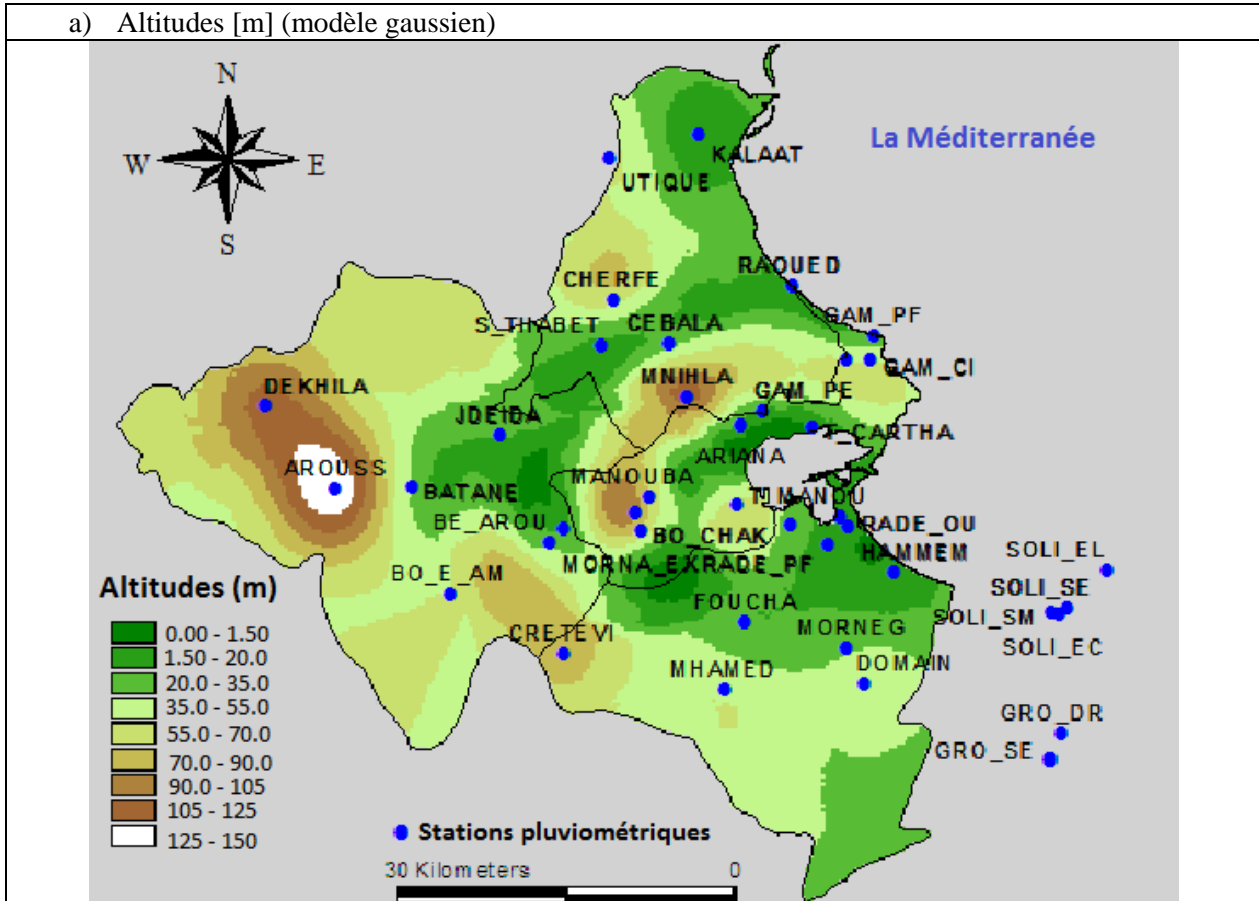 a) Altitudes [m] (modèle gaussien)
N
W
E
S
La Méditerranée
KALAAT
UTIQUE
RAOUED
CHERFE
GAM_PF
S_THABET
CEBALA
GAM_CI
MNIHLA
DEKHILA
GAM_PE
JDEIDA
T_CARTHA
ARIANA
AROUSS
MANOUBA
BATANE
T_MANOU
BE_AROU
RADE_OU
BO_CHAK
HAMMEM
MORNA_EX
RADE_PF
SOLI_EL
BO_E_AM
SOLI_SE
FOUCHA
SOLI_SM
MORNEG
CRETEVI
SOLI_EC
MHAMED
DOMAIN
GRO_DR
GRO_SE
Altitudes (m)
0.00 - 1.50
1.50 - 20.0
20.0 - 35.0
35.0 - 55.0
55.0 - 70.0
70.0 - 90.0
90.0 - 105
105 - 125
125 - 150
Stations pluviométriques
30 Kilometers
0